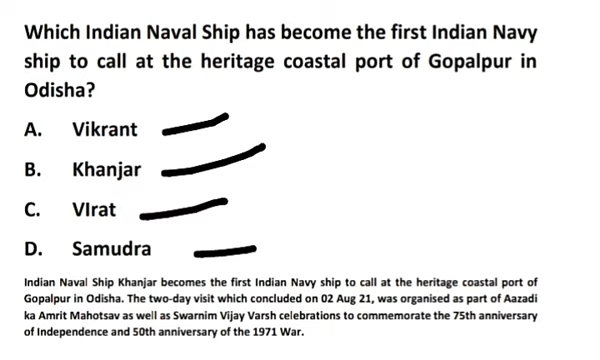 Which Indian Naval Ship has become the first Indian Navy
ship to call at the heritage coastal port of Gopalpur in
Odisha?
A. Vikrant
B. Khanjar
C. VIrat
D. Samudra
Indian Naval Ship Khanjar becomes the first Indian Navy ship to call at the heritage coastal port of
Gopalpur in Odisha. The two-day visit which concluded on 02 Aug 21, was organised as part of Aazadi
ka Amrit Mahotsav as well as Swarnim Vijay Varsh celebrations to commemorate the 75th anniversary
of Independence and 50th anniversary of the 1971 War.